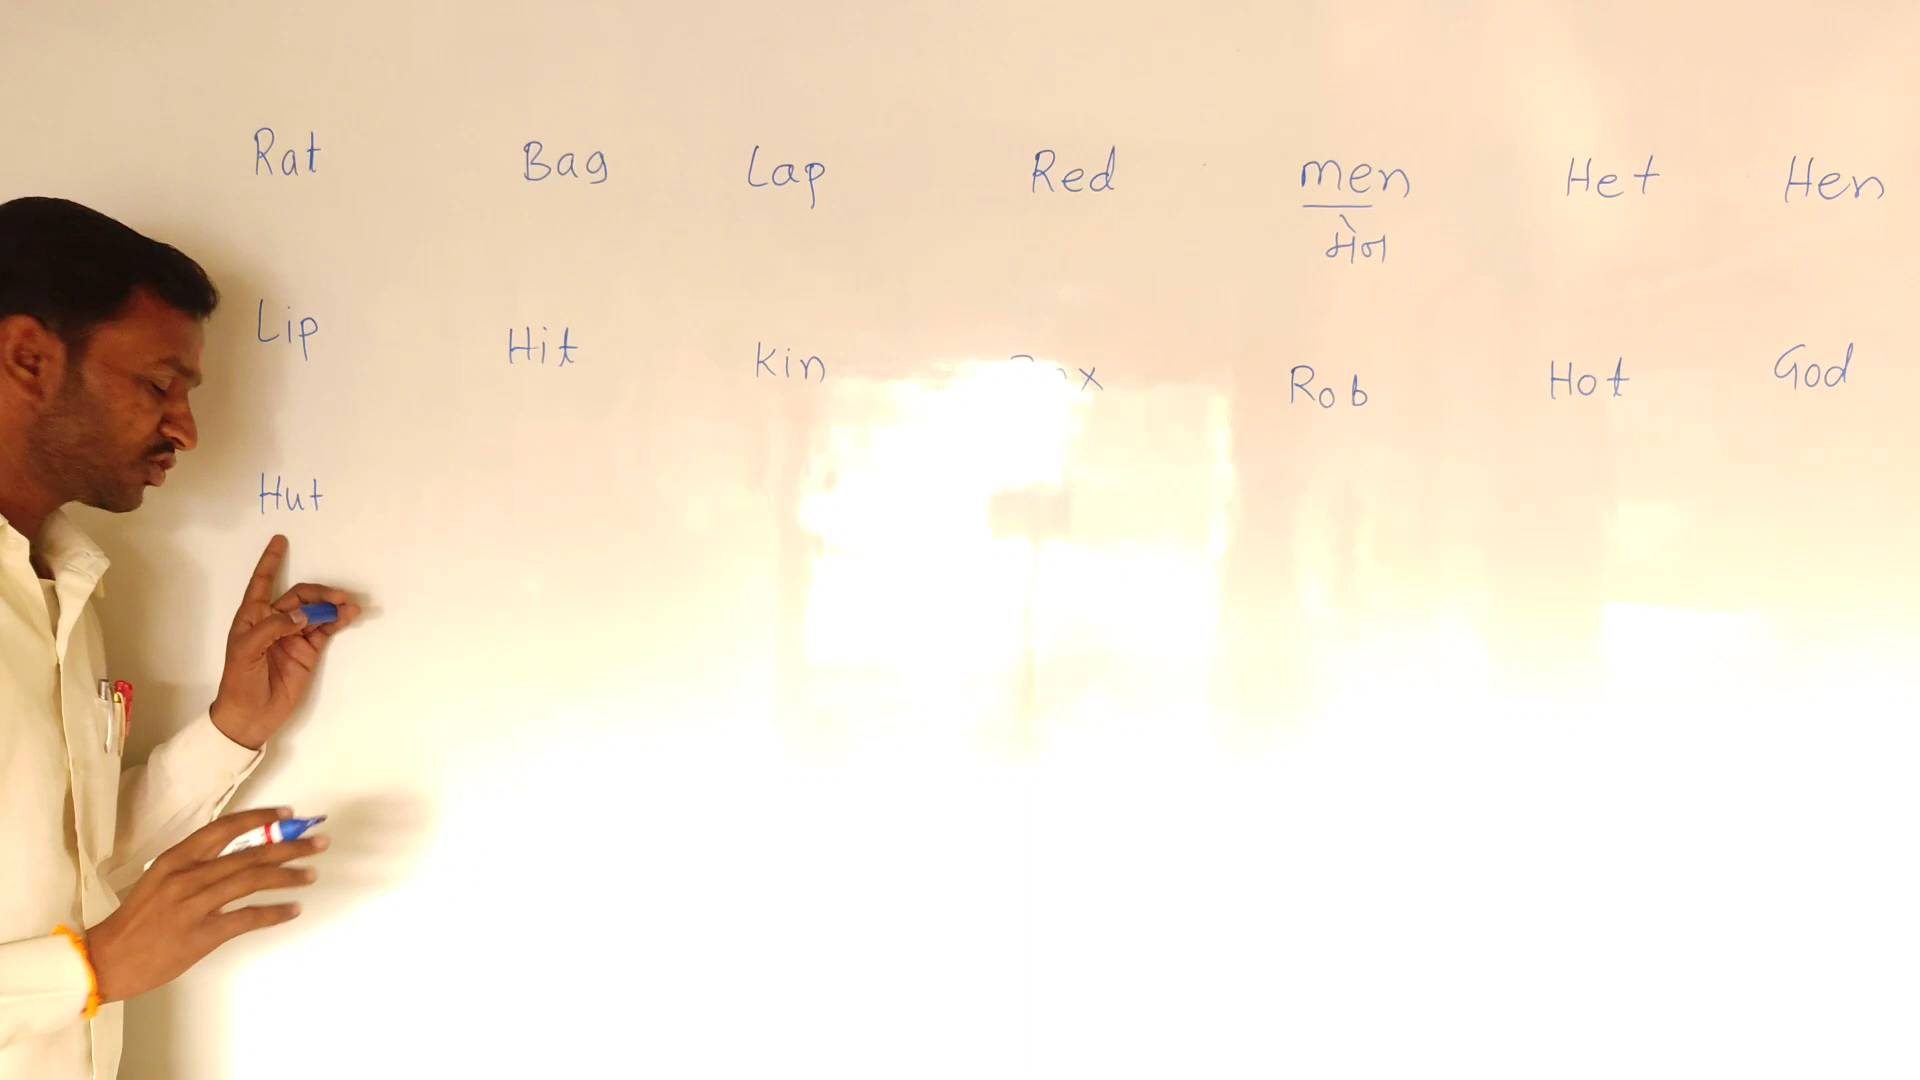 Rat Bag Lap Red men Het Hen
મેન
Lip Hit Kin Rob Hot God
Hut